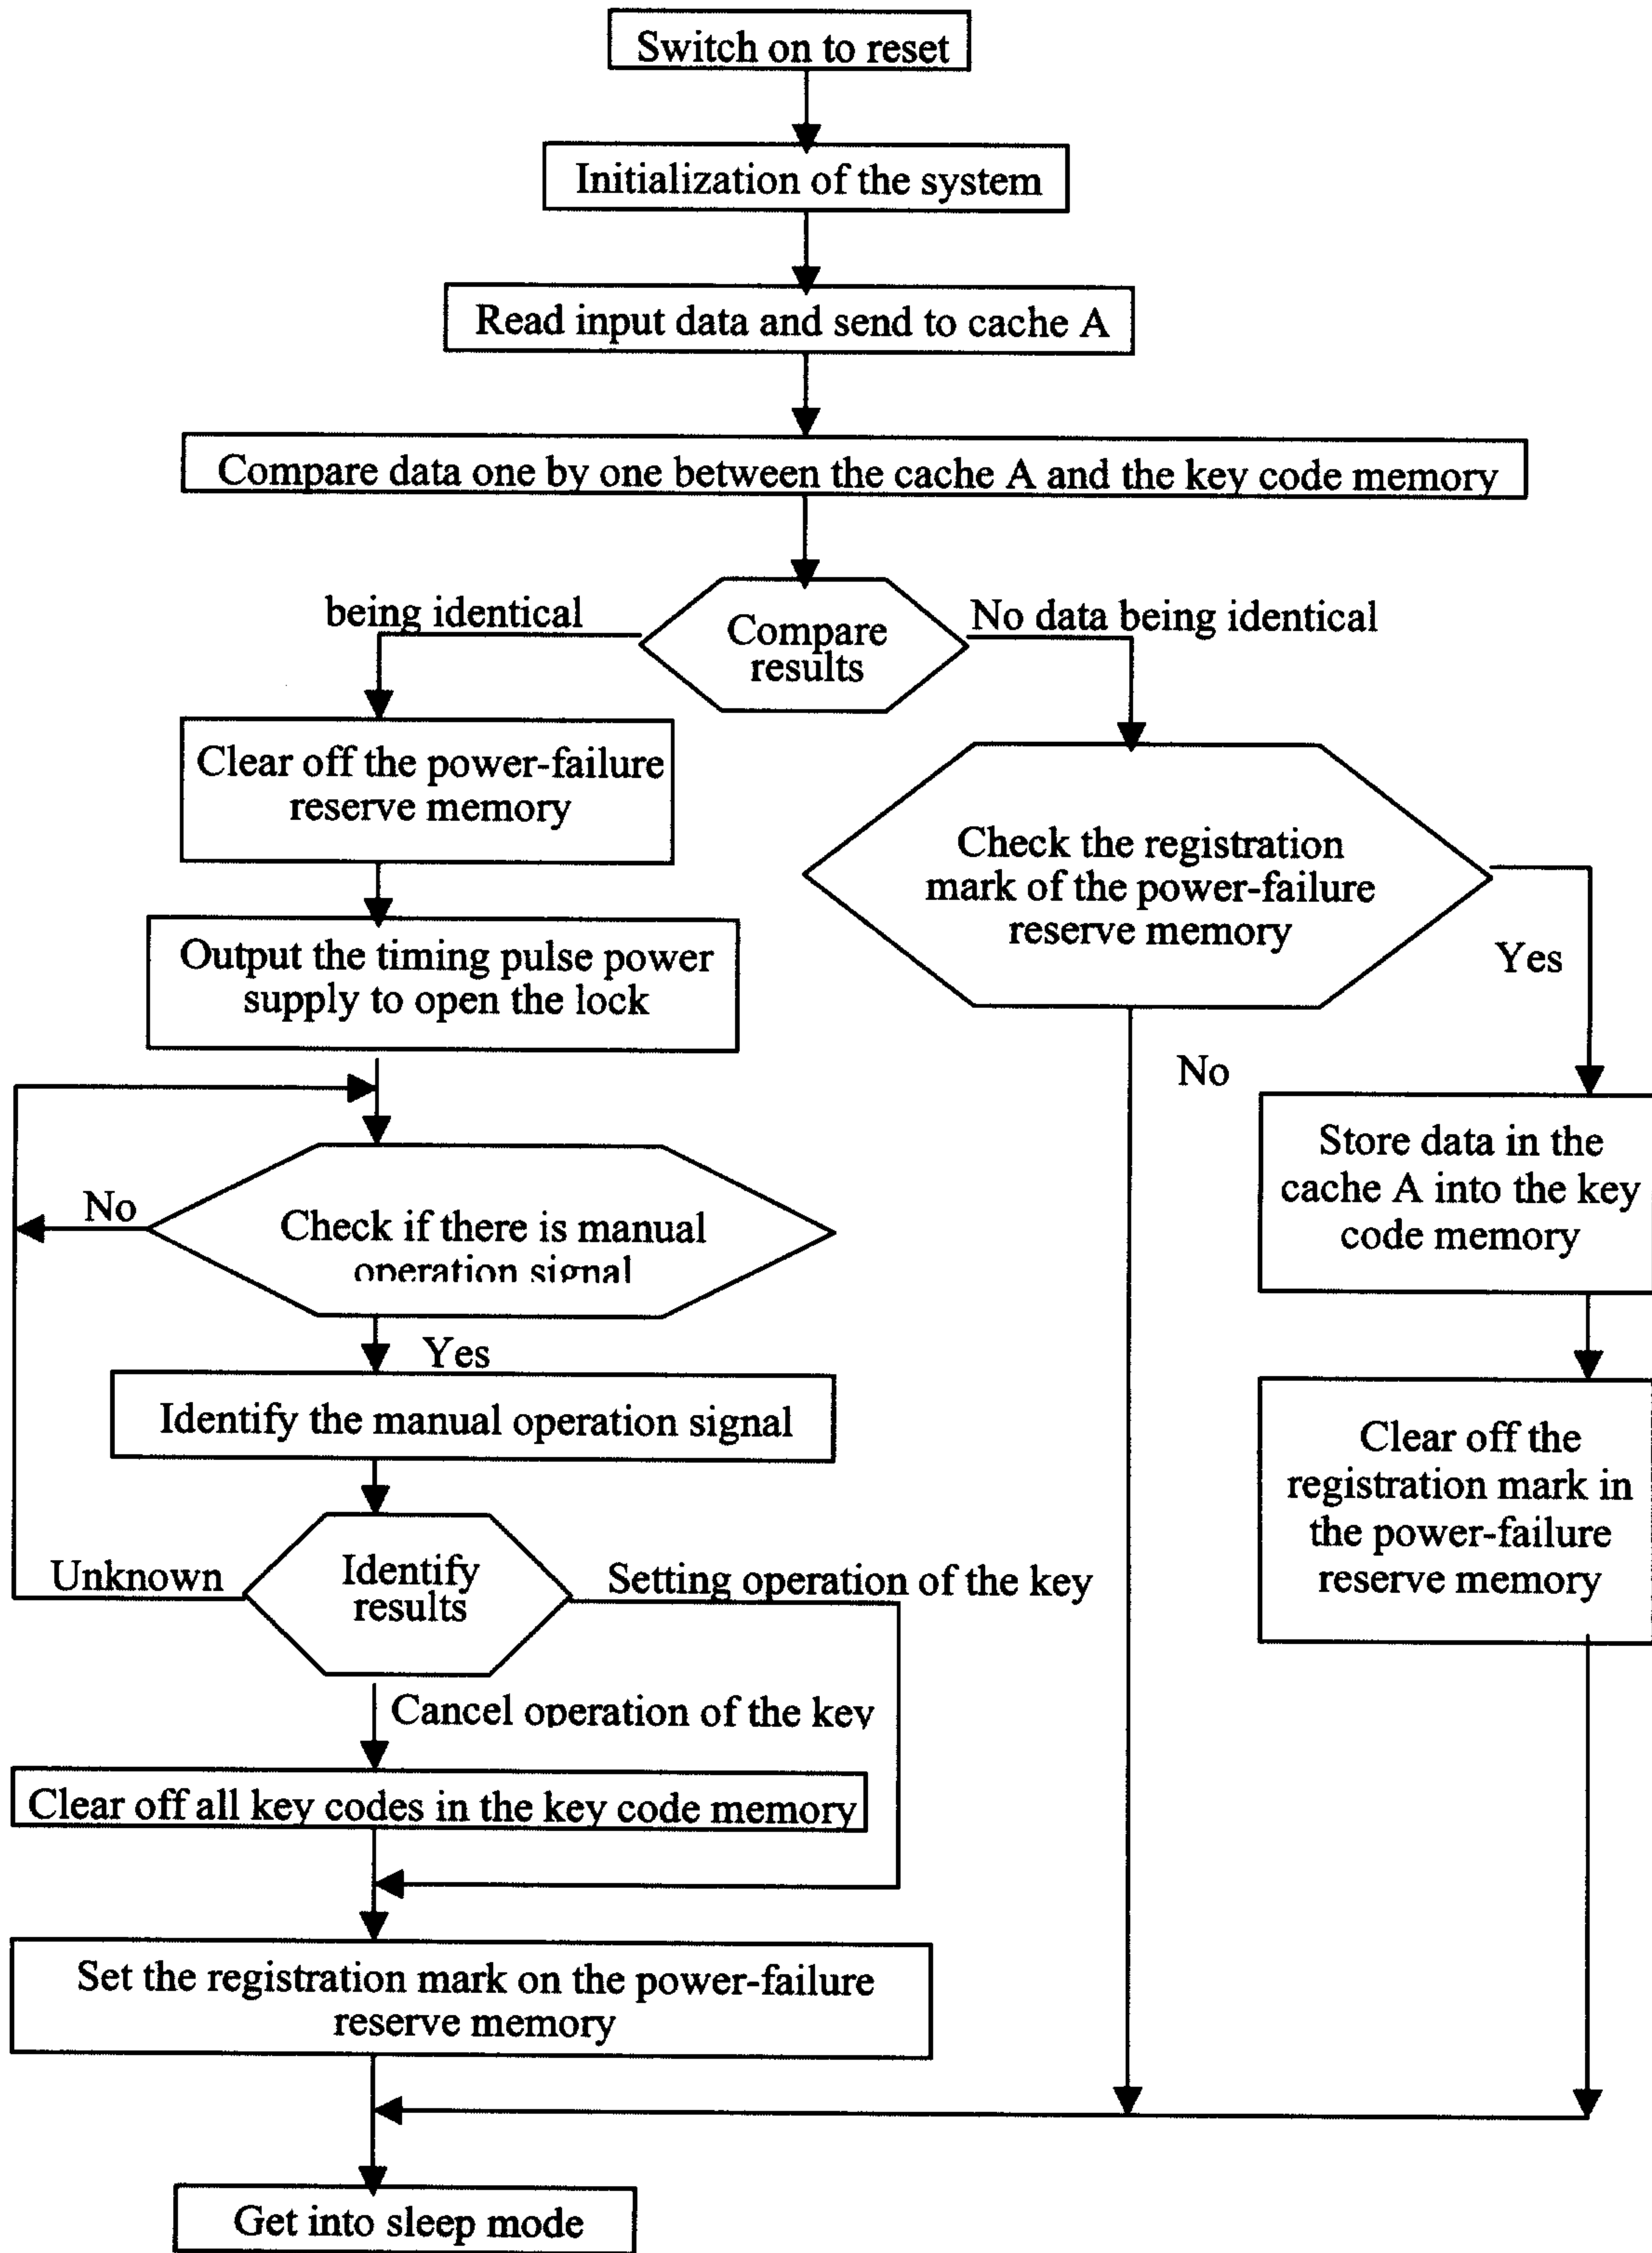 Switch on to reset
Initialization of the system
Read input data and send to cache A
Compare data one by one between the cache A and the key code memory
being identical
No data being identical
Compare
results
Clear off the power-failure
reserve memory
Check the registration
mark of the power-failure
reserve memory
Yes
No
Output the timing pulse power
supply to open the lock
Store data in the
cache A into the key
code memory
No
Check if there is manual
operation signal
Yes
Identify the manual operation signal
Clear off the
registration mark in
the power-failure
reserve memory
Unknown
Identify
results
Setting operation of the key
Cancel operation of the key
Clear off all key codes in the key code memory
Set the registration mark on the power-failure
reserve memory
Get into sleep mode